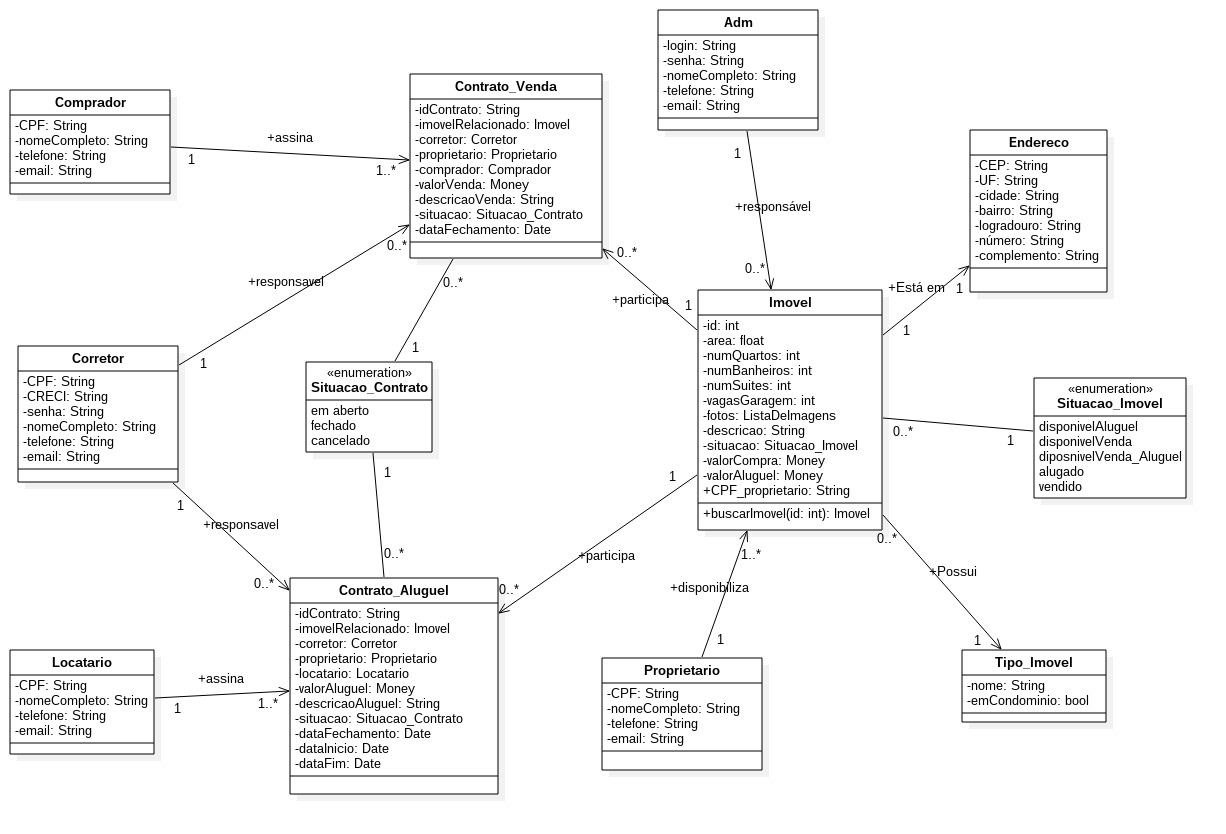 Adm
-login: String
-senha: String
-nomeCompleto: String
-telefone: String
-email: String
Comprador
-CPF: String
-nomeCompleto: String
-telefone: String
-email: String
+assina
1
1..*
Contrato_Venda
-idContrato: String
-imovelRelacionado: Imovel
-corretor: Corretor
-proprietario: Proprietario
-comprador: Comprador
-valorVenda: Money
-descricaoVenda: String
-situacao: Situacao_Contrato
-dataFechamento: Date
1
+responsável
0..*
Endereco
-CEP: String
-UF: String
-cidade: String
-bairro: String
-logradouro: String
-número: String
-complemento: String
0..*
+responsavel
1
0..*
1
0..*
+participa
1
+Está em
1
1
Corretor
-CPF: String
-CRECI: String
-senha: String
-nomeCompleto: String
-telefone: String
-email: String
«enumeration»
Situacao_Contrato
em aberto
fechado
cancelado
Imovel
-id: int
-area: float
-numQuartos: int
-numBanheiros: int
-numSuites: int
-vagasGaragem: int
-fotos: ListaDeImagens
-descricao: String
-situacao: Situacao_Imovel
-valorCompra: Money
-valorAluguel: Money
+CPF_proprietario: String
+buscarImovel(id: int): Imovel
0..*
1
«enumeration»
Situacao_Imovel
disponivelAluguel
disponivelVenda
diposnivelVenda_Aluguel
alugado
vendido
1
+responsavel
0..*
1
0..*
1
+participa
0..*
1..*
+disponibiliza
1
0..*
+Possui
1
Locatario
-CPF: String
-nomeCompleto: String
-telefone: String
-email: String
+assina
1
1..*
Contrato_Aluguel
-idContrato: String
-imovelRelacionado: Imovel
-corretor: Corretor
-proprietario: Proprietario
-locatario: Locatario
-valorAluguel: Money
-descricaoAluguel: String
-situacao: Situacao_Contrato
-dataFechamento: Date
-dataInicio: Date
-dataFim: Date
Proprietario
-CPF: String
-nomeCompleto: String
-telefone: String
-email: String
Tipo_Imovel
-nome: String
-emCondominio: bool